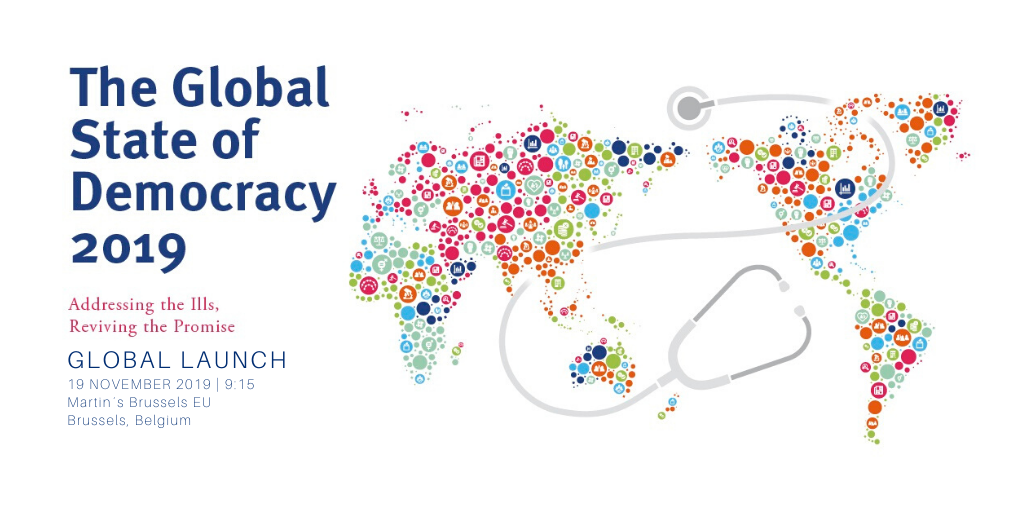 The Global
State of
Democracy
2019
Addressing the Ills,
Reviving the Promise
GLOBAL LAUNCH
19 NOVEMBER 2019 | 9:15
Martin´s Brussels EU
Brussels, Belgium